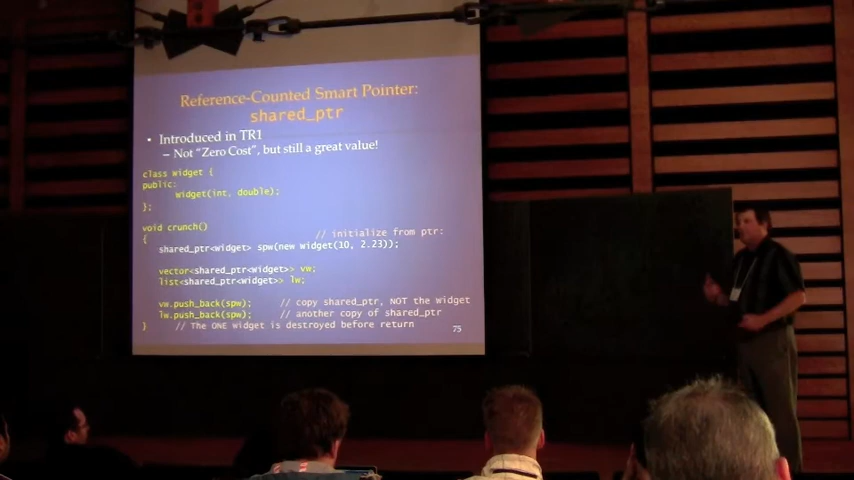 Reference-Counted Smart Pointer:
shared_ptr
• Introduced in TR1
– Not "Zero Cost", but still a great value!
class widget {
public:
widget(int, double);
};
void crunch()
{ // initialize from ptr:
shared_ptr<widget> spw(new widget(10, 2.23));
vector<shared_ptr<widget>> vw;
list<shared_ptr<widget>> lw;
vw.push_back(spw); // copy shared_ptr, NOT the widget
lw.push_back(spw); // another copy of shared_ptr
} // The ONE widget is destroyed before return
75